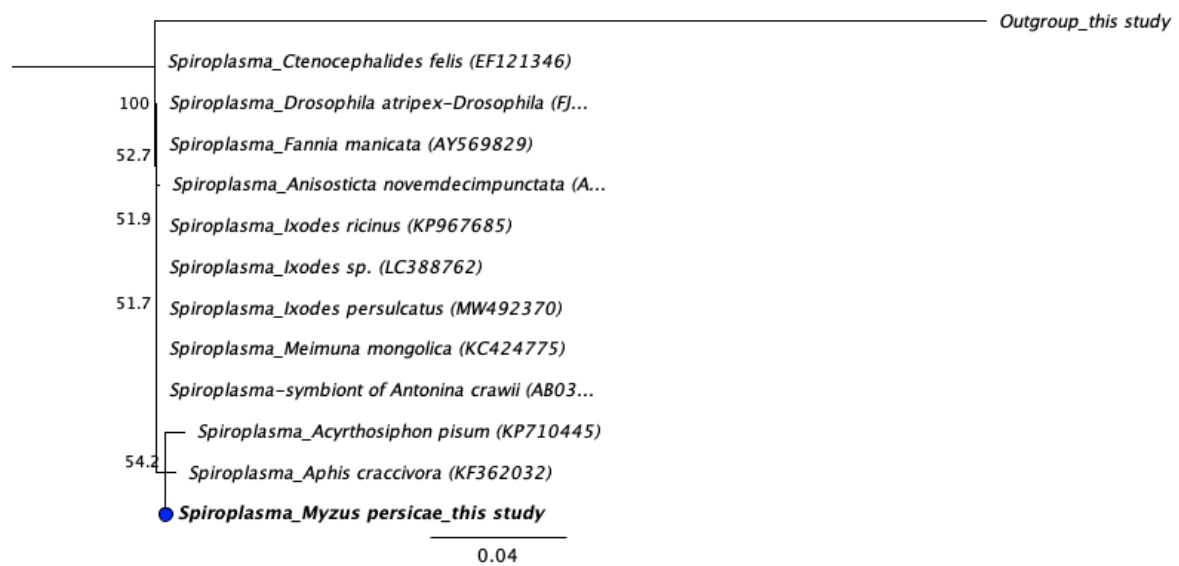 Outgroup_this study
Spiroplasma_Ctenocephalides felis (EF121346)
100
Spiroplasma_Drosophila atripex-Drosophila (FJ...
Spiroplasma_Fannia manicata (AY569829)
52.7
Spiroplasma_Anisosticta novemdecimpunctata (A...
51.9
Spiroplasma_Ixodes ricinus (KP967685)
Spiroplasma_Ixodes sp. (LC388762)
51.7
Spiroplasma_Ixodes persulcatus (MW492370)
Spiroplasma_Meimuna mongolica (KC424775)
Spiroplasma-symbiont of Antonina crawii (AB03...
Spiroplasma_Acyrthosiphon pisum (KP710445)
54.2
Spiroplasma_Aphis craccivora (KF362032)
Spiroplasma_Myzus persicae_this study
0.04